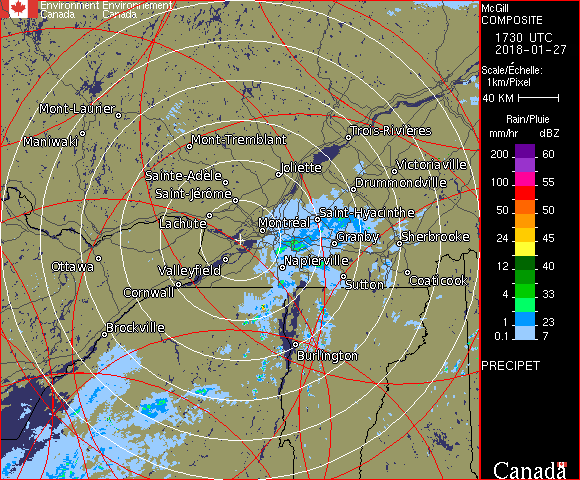 Environment Environnement
Canada Canada
McGill
COMPOSITE
1730 UTC
2018-01-27
Scale/Échelle:
1km/Pixel
40 KM
Rain/Pluie
mm/hr dBZ
200 60
100 55
50 50
24 45
12 40
4 33
1 23
0.1 7
PRECIPET
Canada
Mont-Laurier
Maniwaki
Mont-Tremblant
Trois-Rivières
Joliette
Victoriaville
Sainte-Adèle
Drummondville
Saint-Jérôme
Lachute
Saint-Hyacinthe
Montréal
Granby
Sherbrooke
Ottawa
Valleyfield
Napierville
Cornwall
Sutton
Coaticook
Brockville
Burlington